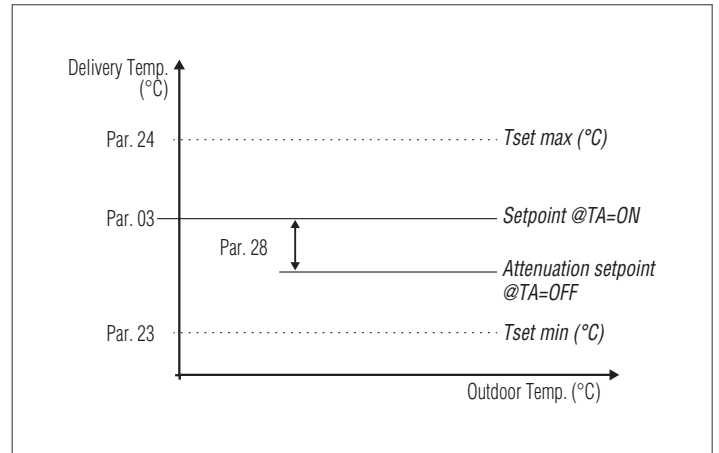 Delivery Temp.
(°C)
Par. 24
Tset max (°C)
Par. 03
Setpoint @TA=ON
Par. 28
Attenuation setpoint
@TA=OFF
Par. 23
Tset min (°C)
Outdoor Temp. (°C)